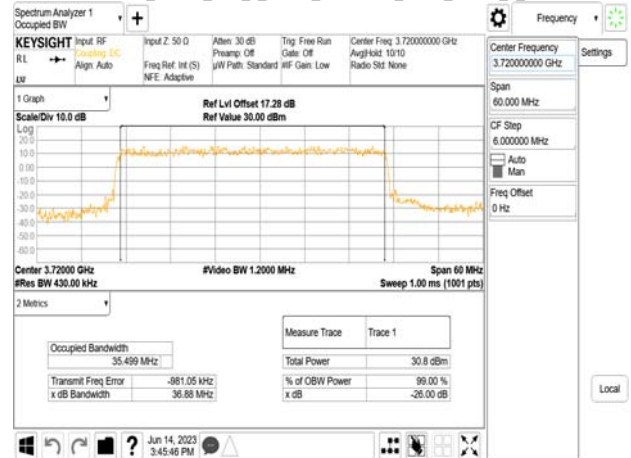 Spectrum Analyzer 1
Occupied BW
Frequency
KEYSIGHT
RL
Input: RF
Coupling: DC
Align: Auto
Input Z: 50 Ω
Freq Ref: Int (S)
NFE: Adaptive
Atten: 30 dB
Preamp: Off
µW Path: Standard
Trig: Free Run
Gate: Off
#IF Gain: Low
Center Freq: 3.720000000 GHz
Avg|Hold: 10/10
Radio Std: None
Center Frequency
3.720000000 GHz
Settings
Span
60.000 MHz
CF Step
6.000000 MHz
Auto
Man
Freq Offset
0 Hz
Local
1 Graph
Scale/Div 10.0 dB
Ref Lvl Offset 17.28 dB
Ref Value 30.00 dBm
Log
20.0
10.0
0.00
-10.0
-20.0
-30.0
-40.0
-50.0
-60.0
Center 3.72000 GHz
#Res BW 430.00 kHz
#Video BW 1.2000 MHz
Span 60 MHz
Sweep 1.00 ms (1001 pts)
2 Metrics
Measure Trace Trace 1
Occupied Bandwidth
35.499 MHz
Total Power 30.8 dBm
Transmit Freq Error -981.05 kHz
% of OBW Power 99.00 %
x dB Bandwidth 36.88 MHz
x dB -26.00 dB
?
Jun 14, 2023
3:45:46 PM